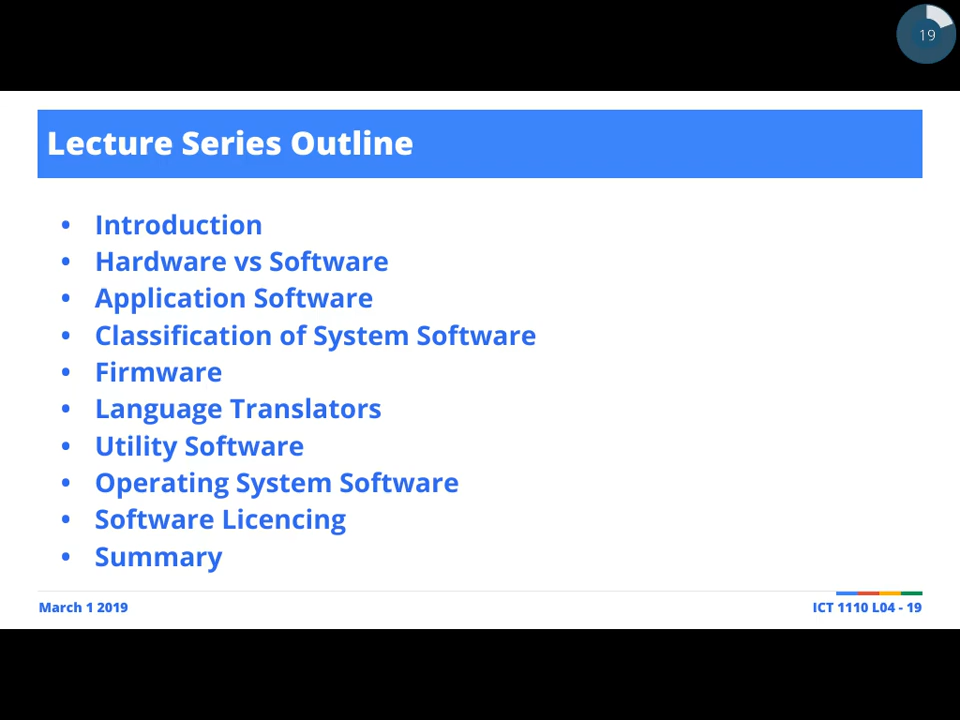 19
Lecture Series Outline
• Introduction
• Hardware vs Software
• Application Software
• Classification of System Software
• Firmware
• Language Translators
• Utility Software
• Operating System Software
• Software Licencing
• Summary
March 1 2019
ICT 1110 L04 - 19